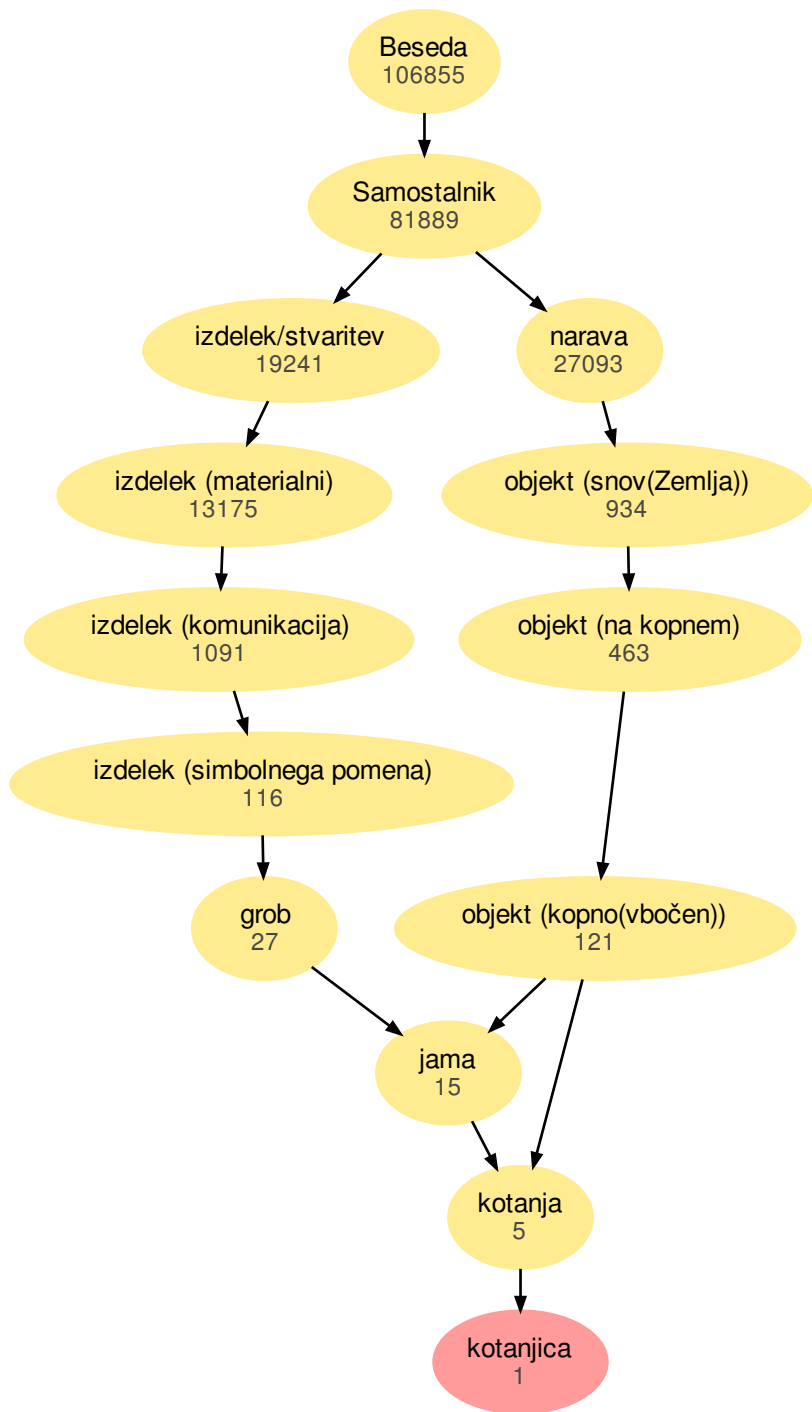 Beseda
106855
Samostalnik
81889
izdelek/stvaritev
19241
narava
27093
izdelek (materialni)
13175
objekt (snov(Zemlja))
934
izdelek (komunikacija)
1091
objekt (na kopnem)
463
izdelek (simbolnega pomena)
116
grob
27
objekt (kopno(vbočen))
121
jama
15
kotanja
5
kotanjica
1